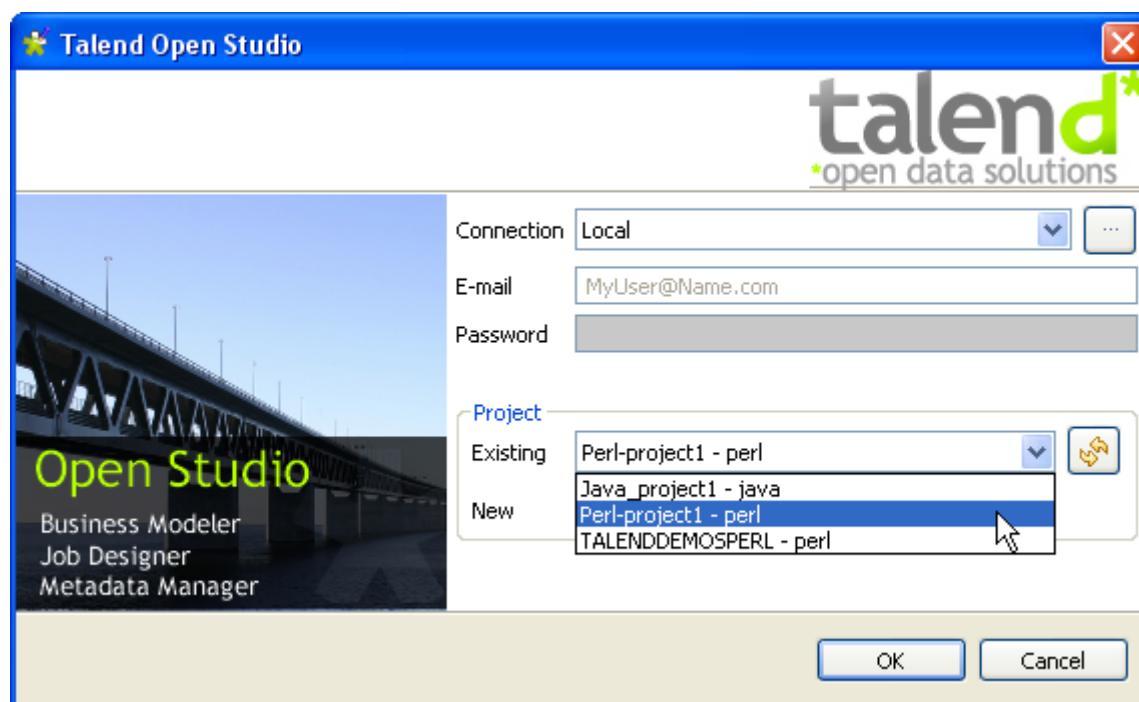 Talend Open Studio
talend*
*open data solutions
Connection Local ...
E-mail MyUser@Name.com
Password
Project
Existing Perl-project1 - perl
Java_project1 - java
New Perl-project1 - perl
TALENDDEMOSPERL - perl
Open Studio
Business Modeler
Job Designer
Metadata Manager
OK Cancel